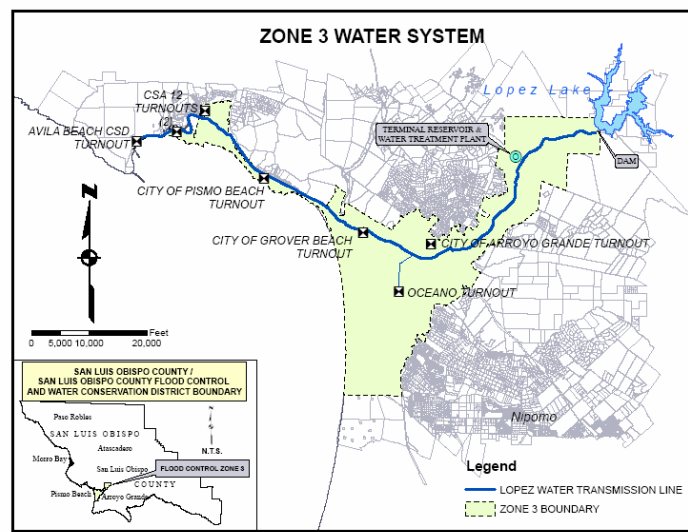 ZONE 3 WATER SYSTEM
Lopez Lake
CSA 12
TURNOUTS
(2)
AVILA BEACH CSD
TURNOUT
TERMINAL RESERVOIR &
WATER TREATMENT PLANT
DAM
CITY OF PISMO BEACH
TURNOUT
N
CITY OF GROVER BEACH
TURNOUT
CITY OF ARROYO GRANDE TURNOUT
OCEANO TURNOUT
Feet
0 5,000 10,000 20,000
SAN LUIS OBISPO COUNTY /
SAN LUIS OBISPO COUNTY FLOOD CONTROL
AND WATER CONSERVATION DISTRICT BOUNDARY
Paso Robles
SAN LUIS OBISPO
Atascadero
N.T.S.
Morro Bay
San Luis Obispo
FLOOD CONTROL ZONE 3
COUNTY
Pismo Beach
Arroyo Grande
Nipomo
Legend
LOPEZ WATER TRANSMISSION LINE
ZONE 3 BOUNDARY